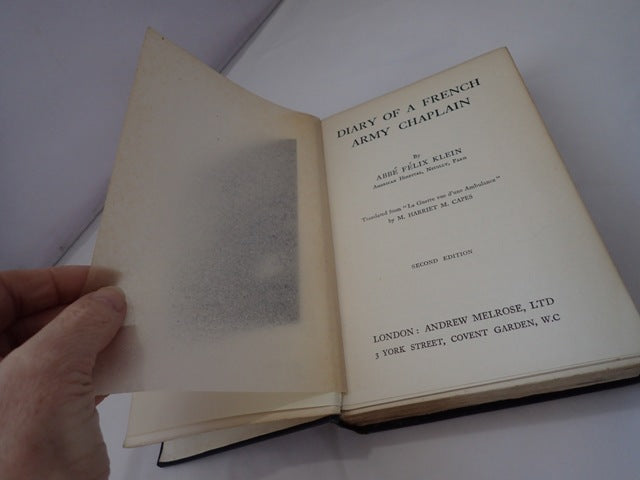 DIARY OF A FRENCH
ARMY CHAPLAIN
By
ABBÉ FÉLIX KLEIN
American Hospital, Neuilly, Paris
Translated from "La Guerre vue d'une Ambulance"
by M. HARRIET M. CAPES
SECOND EDITION
LONDON: ANDREW MELROSE, LTD
3 YORK STREET, COVENT GARDEN, W.C